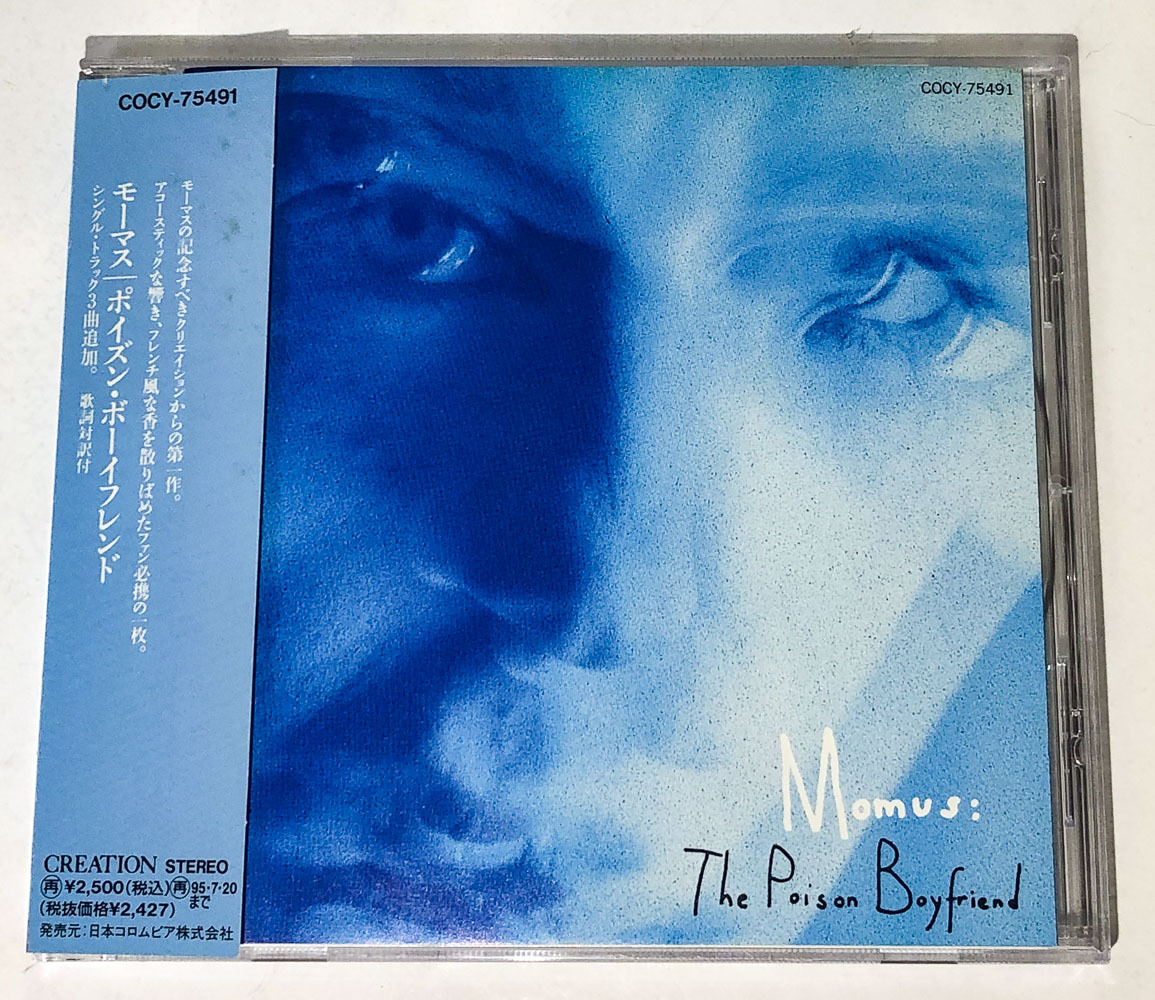 COCY-75491
モーマスの記念すべきクリエイションからの第一作。
アコースティックな響き、フレンチ風な香を散りばめたファン必携の一枚。
モーマス|ポイズン・ボーイフレンド
シングル・トラック3曲追加。 歌詞対訳付
CREATION STEREO
再¥2,500(税込)再95・7・20まで
(税抜価格¥2,427)
発売元:日本コロムビア株式会社
COCY-75491
Momus:
The Poison Boyfriend